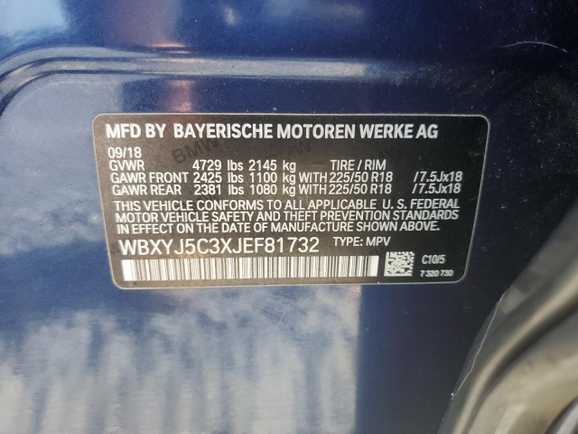 MFD BY BAYERISCHE MOTOREN WERKE AG
09/18
GVWR 4729 lbs 2145 kg TIRE / RIM
GAWR FRONT 2425 lbs 1100 kg WITH 225/50 R18 /7.5Jx18
GAWR REAR 2381 lbs 1080 kg WITH 225/50 R18 /7.5Jx18
THIS VEHICLE CONFORMS TO ALL APPLICABLE U. S. FEDERAL
MOTOR VEHICLE SAFETY STANDARDS IN
EFFECT ON THE DATE OF MANUFACTURE SHOWN ABOVE.
WBXYJ5C3XJEF81732 TYPE: MPV
C10/5
7 320 730